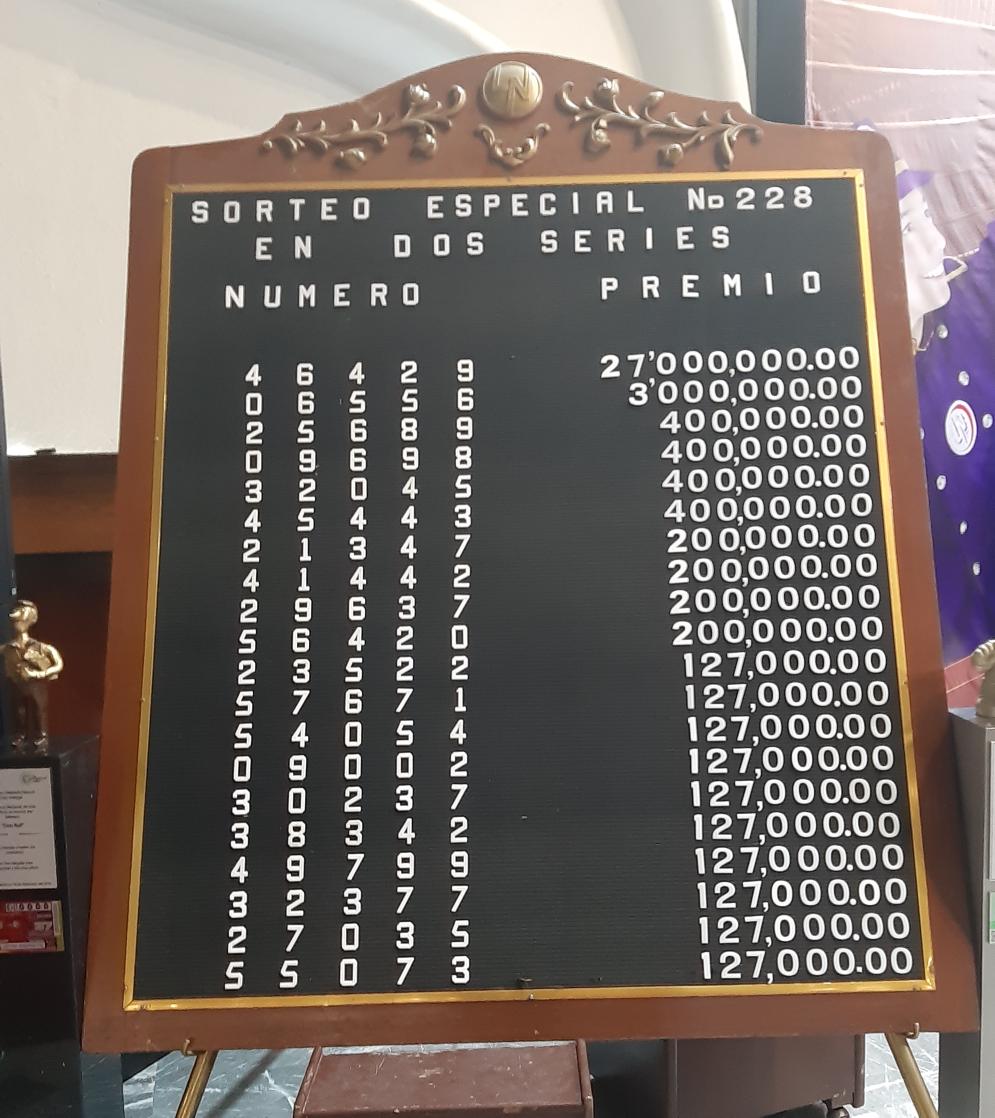 SORTEO ESPECIAL No 228
EN DOS SERIES
NUMERO PREMIO
4 6 4 2 9 27'000,000.00
0 6 5 5 6 3'000,000.00
2 5 6 8 9 400,000.00
0 9 6 9 8 400,000.00
3 2 0 4 5 400,000.00
4 5 4 4 3 400,000.00
2 1 3 4 7 200,000.00
4 1 4 4 2 200,000.00
2 9 6 3 7 200,000.00
5 6 4 2 0 200,000.00
2 3 5 2 2 127,000.00
5 7 6 7 1 127,000.00
5 4 0 5 4 127,000.00
0 9 0 0 2 127,000.00
3 0 2 3 7 127,000.00
3 8 3 4 2 127,000.00
4 9 7 9 9 127,000.00
3 2 3 7 7 127,000.00
2 7 0 3 5 127,000.00
5 5 0 7 3 127,000.00